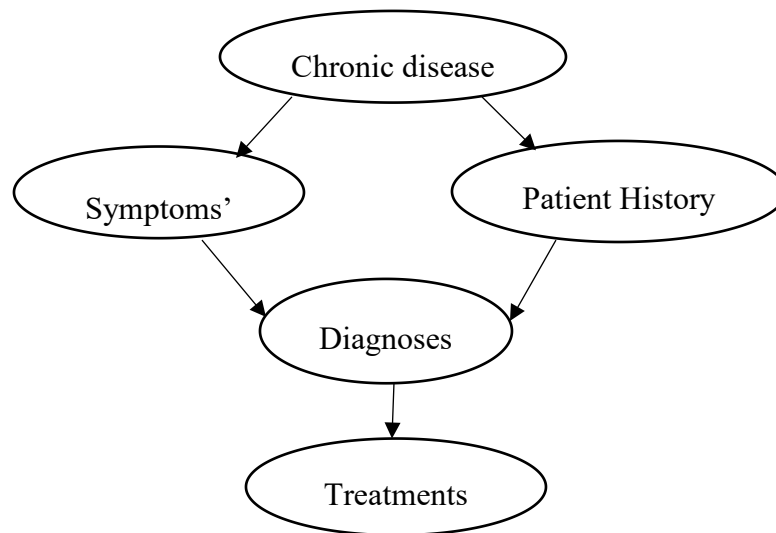 Chronic disease
Symptoms’
Patient History
Diagnoses
Treatments